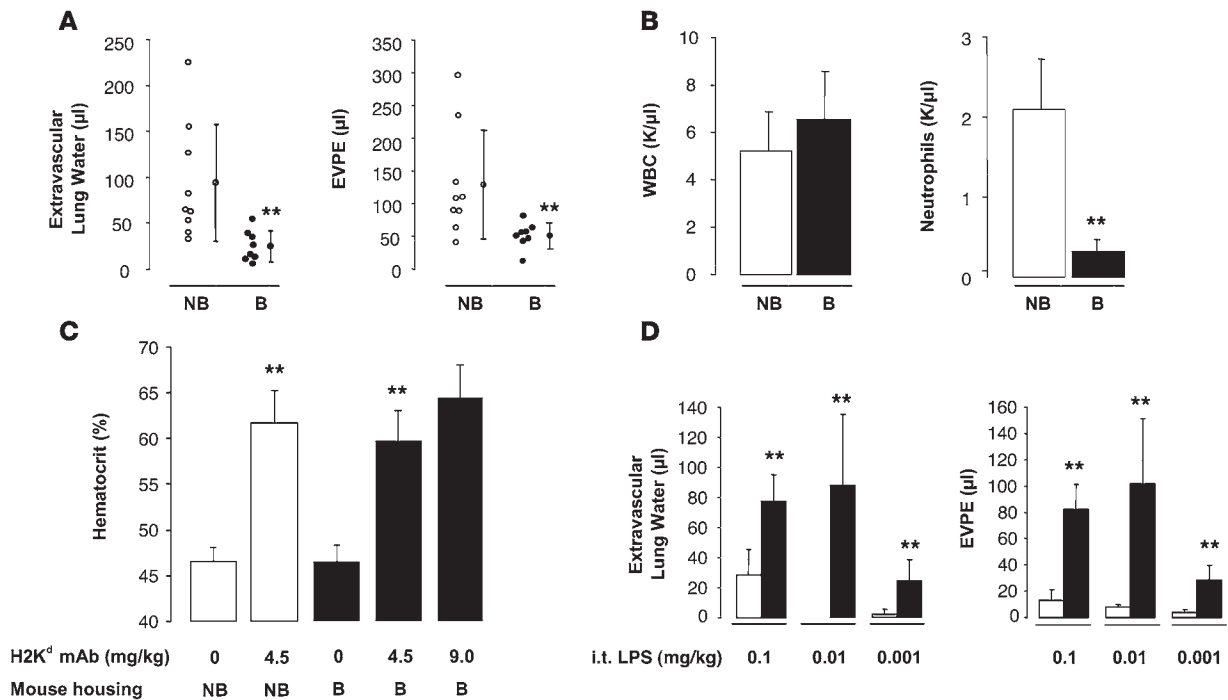 A
Extravascular
Lung Water (µl)
250
200
150
100
50
0
**
NB
B
EVPE (µl)
350
300
250
200
150
100
50
0
**
NB
B
B
WBC (K/µl)
10
8
6
4
2
0
NB
B
Neutrophils (K/µl)
3
2
1
0
**
NB
B
C
Hematocrit (%)
70
65
60
55
50
45
40
**
**
H2Kᵈ mAb (mg/kg) 0 4.5 0 4.5 9.0
Mouse housing NB NB B B B
D
Extravascular
Lung Water (µl)
140
120
100
80
60
40
20
0
**
**
**
EVPE (µl)
160
140
120
100
80
60
40
20
0
**
**
**
i.t. LPS (mg/kg) 0.1 0.01 0.001 0.1 0.01 0.001